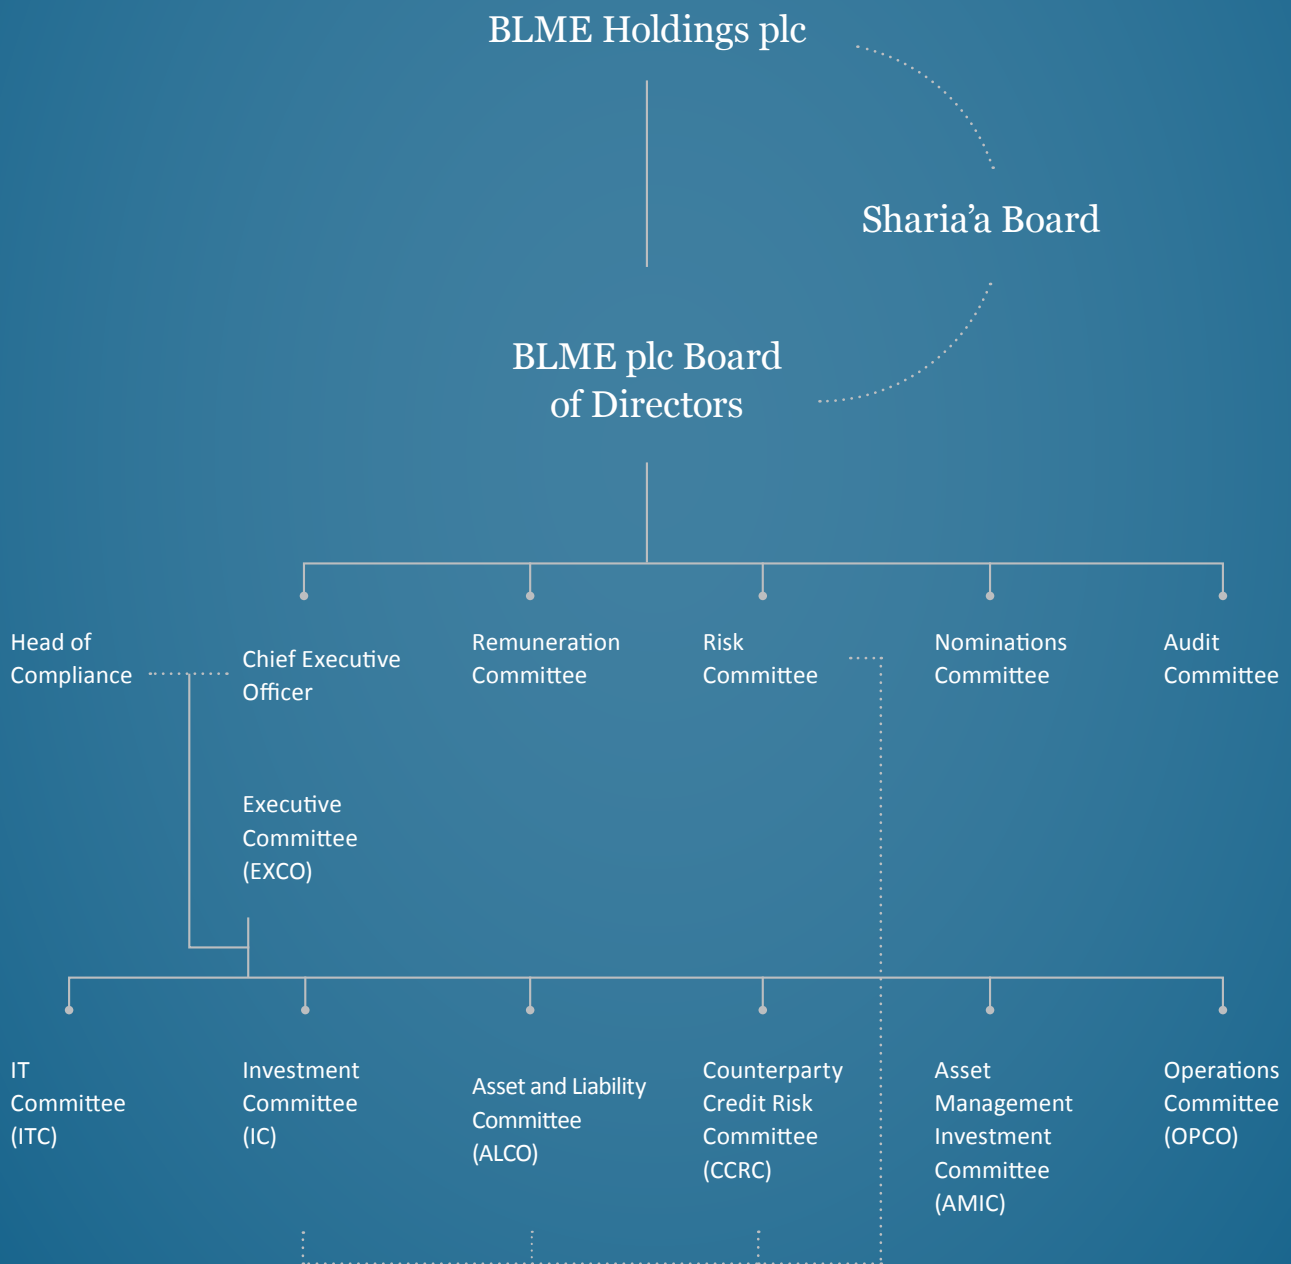 BLME Holdings plc
Sharia’a Board
BLME plc Board
of Directors
Head of
Compliance
Chief Executive
Officer
Remuneration
Committee
Risk
Committee
Nominations
Committee
Audit
Committee
Executive
Committee
(EXCO)
IT
Committee
(ITC)
Investment
Committee
(IC)
Asset and Liability
Committee
(ALCO)
Counterparty
Credit Risk
Committee
(CCRC)
Asset
Management
Investment
Committee
(AMIC)
Operations
Committee
(OPCO)